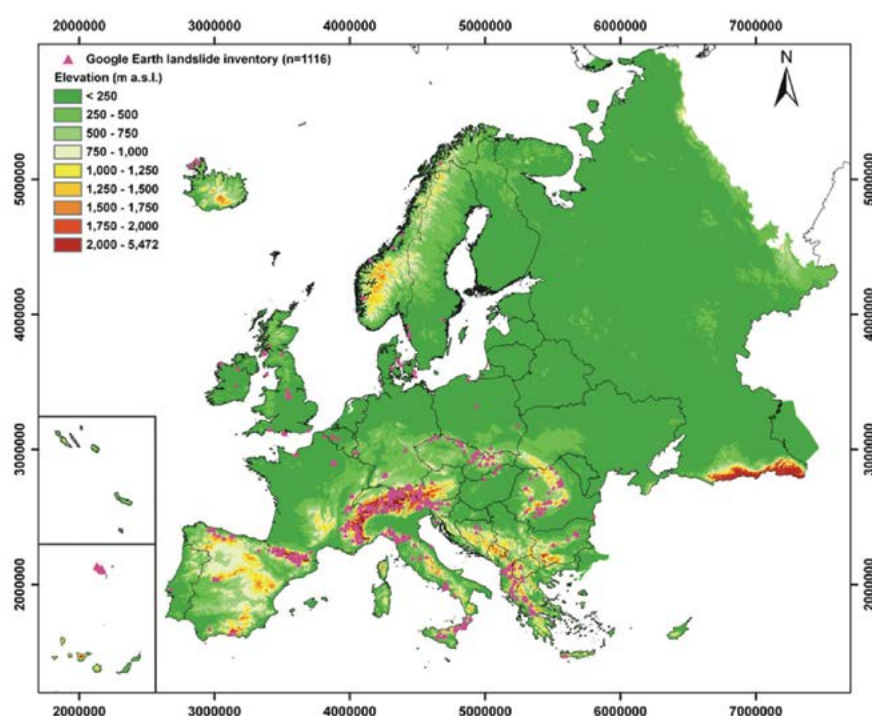 2000000 3000000 4000000 5000000 6000000 7000000
Google Earth landslide inventory (n=1116)
N
Elevation (m a.s.l.)
< 250
250 - 500
500 - 750
750 - 1,000
1,000 - 1,250
1,250 - 1,500
1,500 - 1,750
1,750 - 2,000
2,000 - 5,472
5000000
5000000
4000000
4000000
3000000
3000000
2000000
2000000
2000000 3000000 4000000 5000000 6000000 7000000